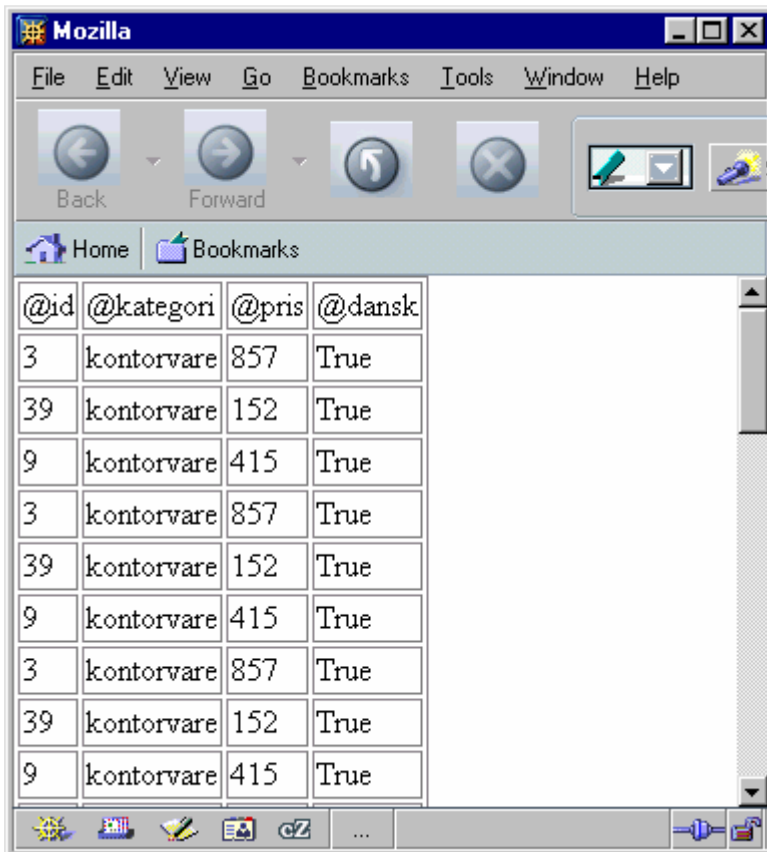 Mozilla
File Edit View Go Bookmarks Tools Window Help
Back Forward
Home Bookmarks
@id @kategori @pris @dansk
3 kontorvare 857 True
39 kontorvare 152 True
9 kontorvare 415 True
3 kontorvare 857 True
39 kontorvare 152 True
9 kontorvare 415 True
3 kontorvare 857 True
39 kontorvare 152 True
9 kontorvare 415 True
cZ ...